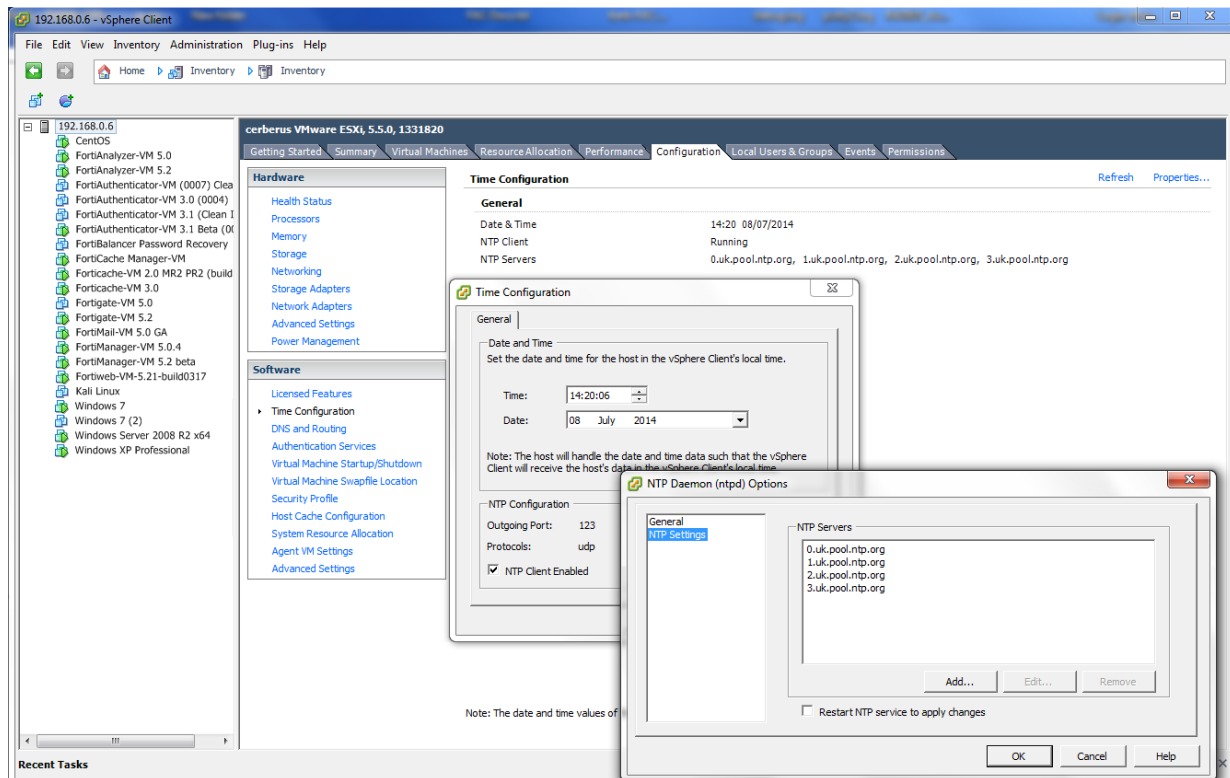 192.168.0.6 - vSphere Client
File Edit View Inventory Administration Plug-ins Help
Home Inventory Inventory
192.168.0.6
CentOS
FortiAnalyzer-VM 5.0
FortiAnalyzer-VM 5.2
FortiAuthenticator-VM (0007) Clea
FortiAuthenticator-VM 3.0 (0004)
FortiAuthenticator-VM 3.1 (Clean I
FortiAuthenticator-VM 3.1 Beta (00
FortiBalancer Password Recovery
FortiCache Manager-VM
Forticache-VM 2.0 MR2 PR2 (build
Forticache-VM 3.0
Fortigate-VM 5.0
Fortigate-VM 5.2
FortiMail-VM 5.0 GA
FortiManager-VM 5.0.4
FortiManager-VM 5.2 beta
Fortiweb-VM-5.21-build0317
Kali Linux
Windows 7
Windows 7 (2)
Windows Server 2008 R2 x64
Windows XP Professional
cerberus VMware ESXi, 5.5.0, 1331820
Getting Started Summary Virtual Machines Resource Allocation Performance Configuration Local Users & Groups Events Permissions
Hardware
Health Status
Processors
Memory
Storage
Networking
Storage Adapters
Network Adapters
Advanced Settings
Power Management
Software
Licensed Features
Time Configuration
DNS and Routing
Authentication Services
Virtual Machine Startup/Shutdown
Virtual Machine Swapfile Location
Security Profile
Host Cache Configuration
System Resource Allocation
Agent VM Settings
Advanced Settings
Time Configuration Refresh Properties...
General
Date & Time 14:20 08/07/2014
NTP Client Running
NTP Servers 0.uk.pool.ntp.org, 1.uk.pool.ntp.org, 2.uk.pool.ntp.org, 3.uk.pool.ntp.org
Time Configuration
General
Date and Time
Set the date and time for the host in the vSphere Client's local time.
Time: 14:20:06
Date: 08 July 2014
Note: The host will handle the date and time data such that the vSphere
Client will receive the host's data in the vSphere Client's local time.
NTP Configuration
Outgoing Port: 123
Protocols: udp
NTP Client Enabled
NTP Daemon (ntpd) Options
General
NTP Settings
NTP Servers
0.uk.pool.ntp.org
1.uk.pool.ntp.org
2.uk.pool.ntp.org
3.uk.pool.ntp.org
Add... Edit... Remove
Restart NTP service to apply changes
OK Cancel Help
Note: The date and time values of
Recent Tasks